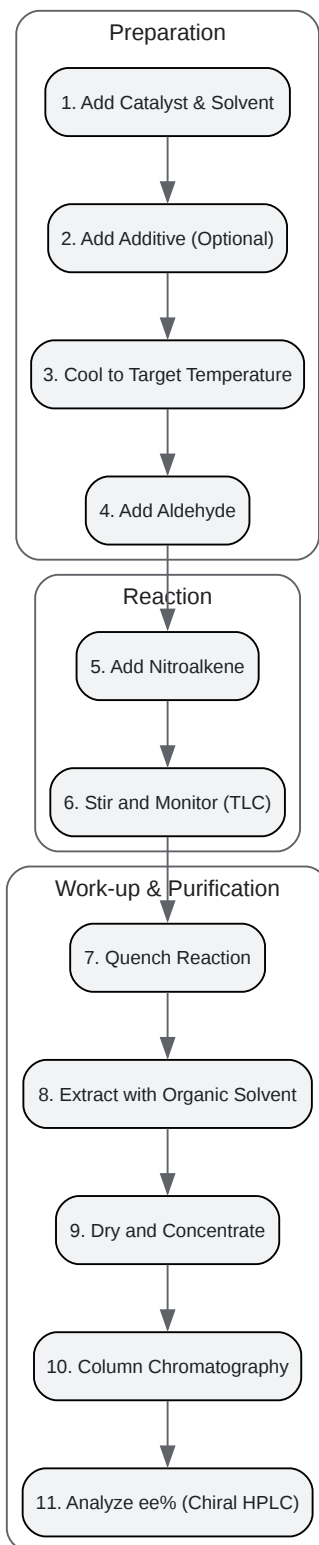 Preparation
1. Add Catalyst & Solvent
2. Add Additive (Optional)
3. Cool to Target Temperature
4. Add Aldehyde
Reaction
5. Add Nitroalkene
6. Stir and Monitor (TLC)
Work-up & Purification
7. Quench Reaction
8. Extract with Organic Solvent
9. Dry and Concentrate
10. Column Chromatography
11. Analyze ee% (Chiral HPLC)